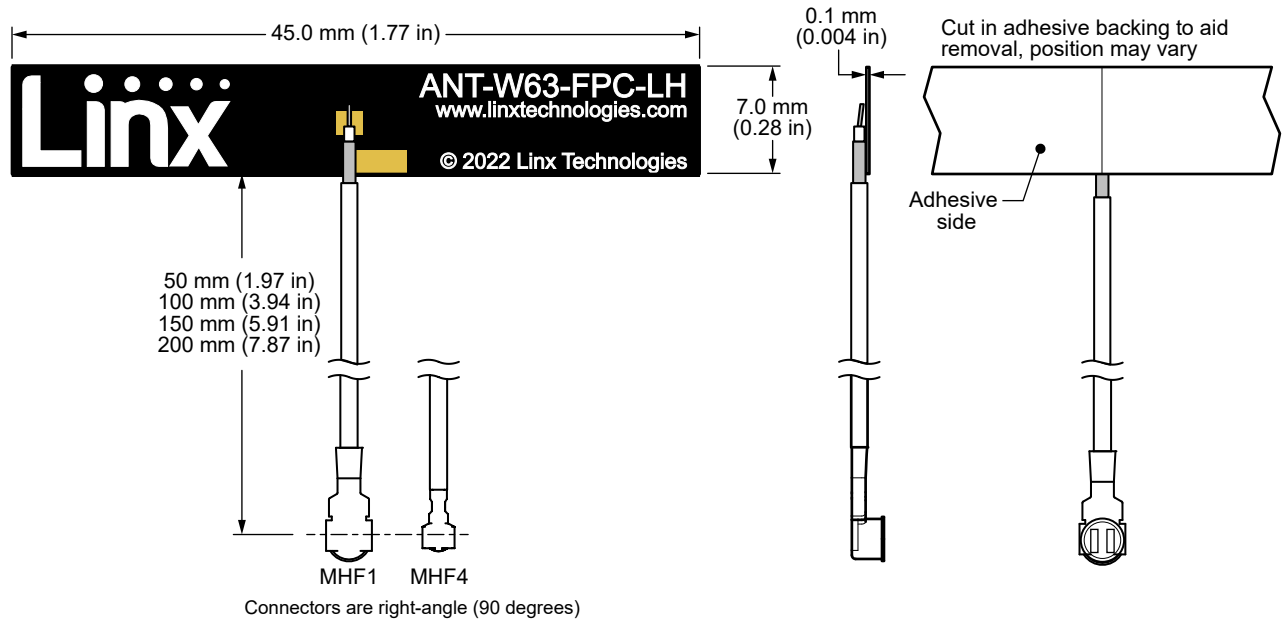 45.0 mm (1.77 in)
Linx
ANT-W63-FPC-LH
www.linxtechnologies.com
© 2022 Linx Technologies
7.0 mm
(0.28 in)
0.1 mm
(0.004 in)
Cut in adhesive backing to aid
removal, position may vary
Adhesive
side
50 mm (1.97 in)
100 mm (3.94 in)
150 mm (5.91 in)
200 mm (7.87 in)
MHF1
MHF4
Connectors are right-angle (90 degrees)